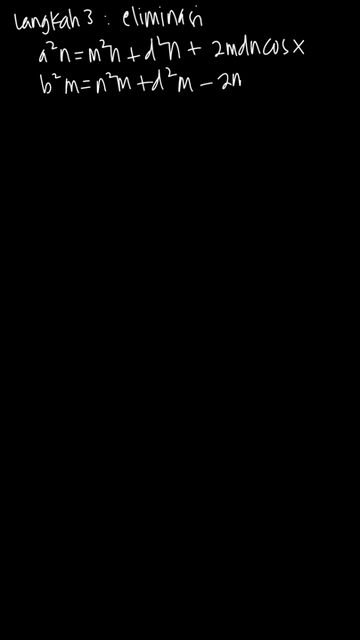 Langkah 3 : eliminasi
a²n = m²n + d²n + 2mdn cos x
b²m = n²m + d²m - 2n